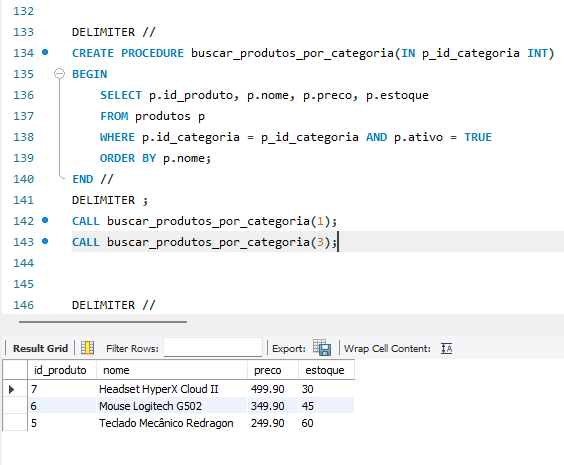 132
133 DELIMITER //
134 CREATE PROCEDURE buscar_produtos_por_categoria(IN p_id_categoria INT)
135 BEGIN
136 SELECT p.id_produto, p.nome, p.preco, p.estoque
137 FROM produtos p
138 WHERE p.id_categoria = p_id_categoria AND p.ativo = TRUE
139 ORDER BY p.nome;
140 END //
141 DELIMITER ;
142 CALL buscar_produtos_por_categoria(1);
143 CALL buscar_produtos_por_categoria(3);
144
145
146 DELIMITER //
Result Grid Filter Rows: Export: Wrap Cell Content: IA
id_produto nome preco estoque
7 Headset HyperX Cloud II 499.90 30
6 Mouse Logitech G502 349.90 45
5 Teclado Mecânico Redragon 249.90 60